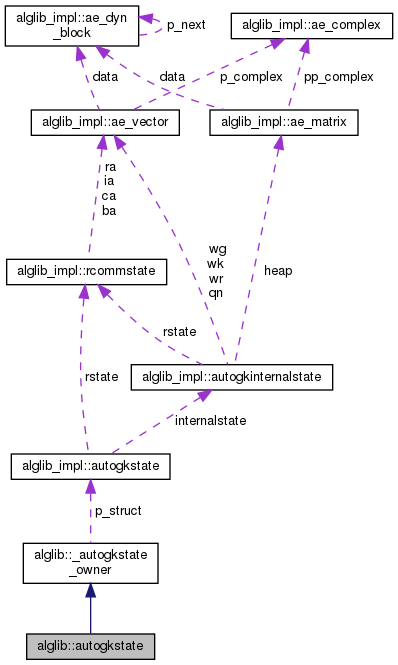 alglib_impl::ae_dyn
_block
p_next
alglib_impl::ae_complex
data
data
p_complex
pp_complex
alglib_impl::ae_vector
alglib_impl::ae_matrix
ra
ia
ca
ba
wg
wk
wr
qn
heap
alglib_impl::rcommstate
rstate
rstate
alglib_impl::autogkinternalstate
internalstate
alglib_impl::autogkstate
p_struct
alglib::_autogkstate
_owner
alglib::autogkstate